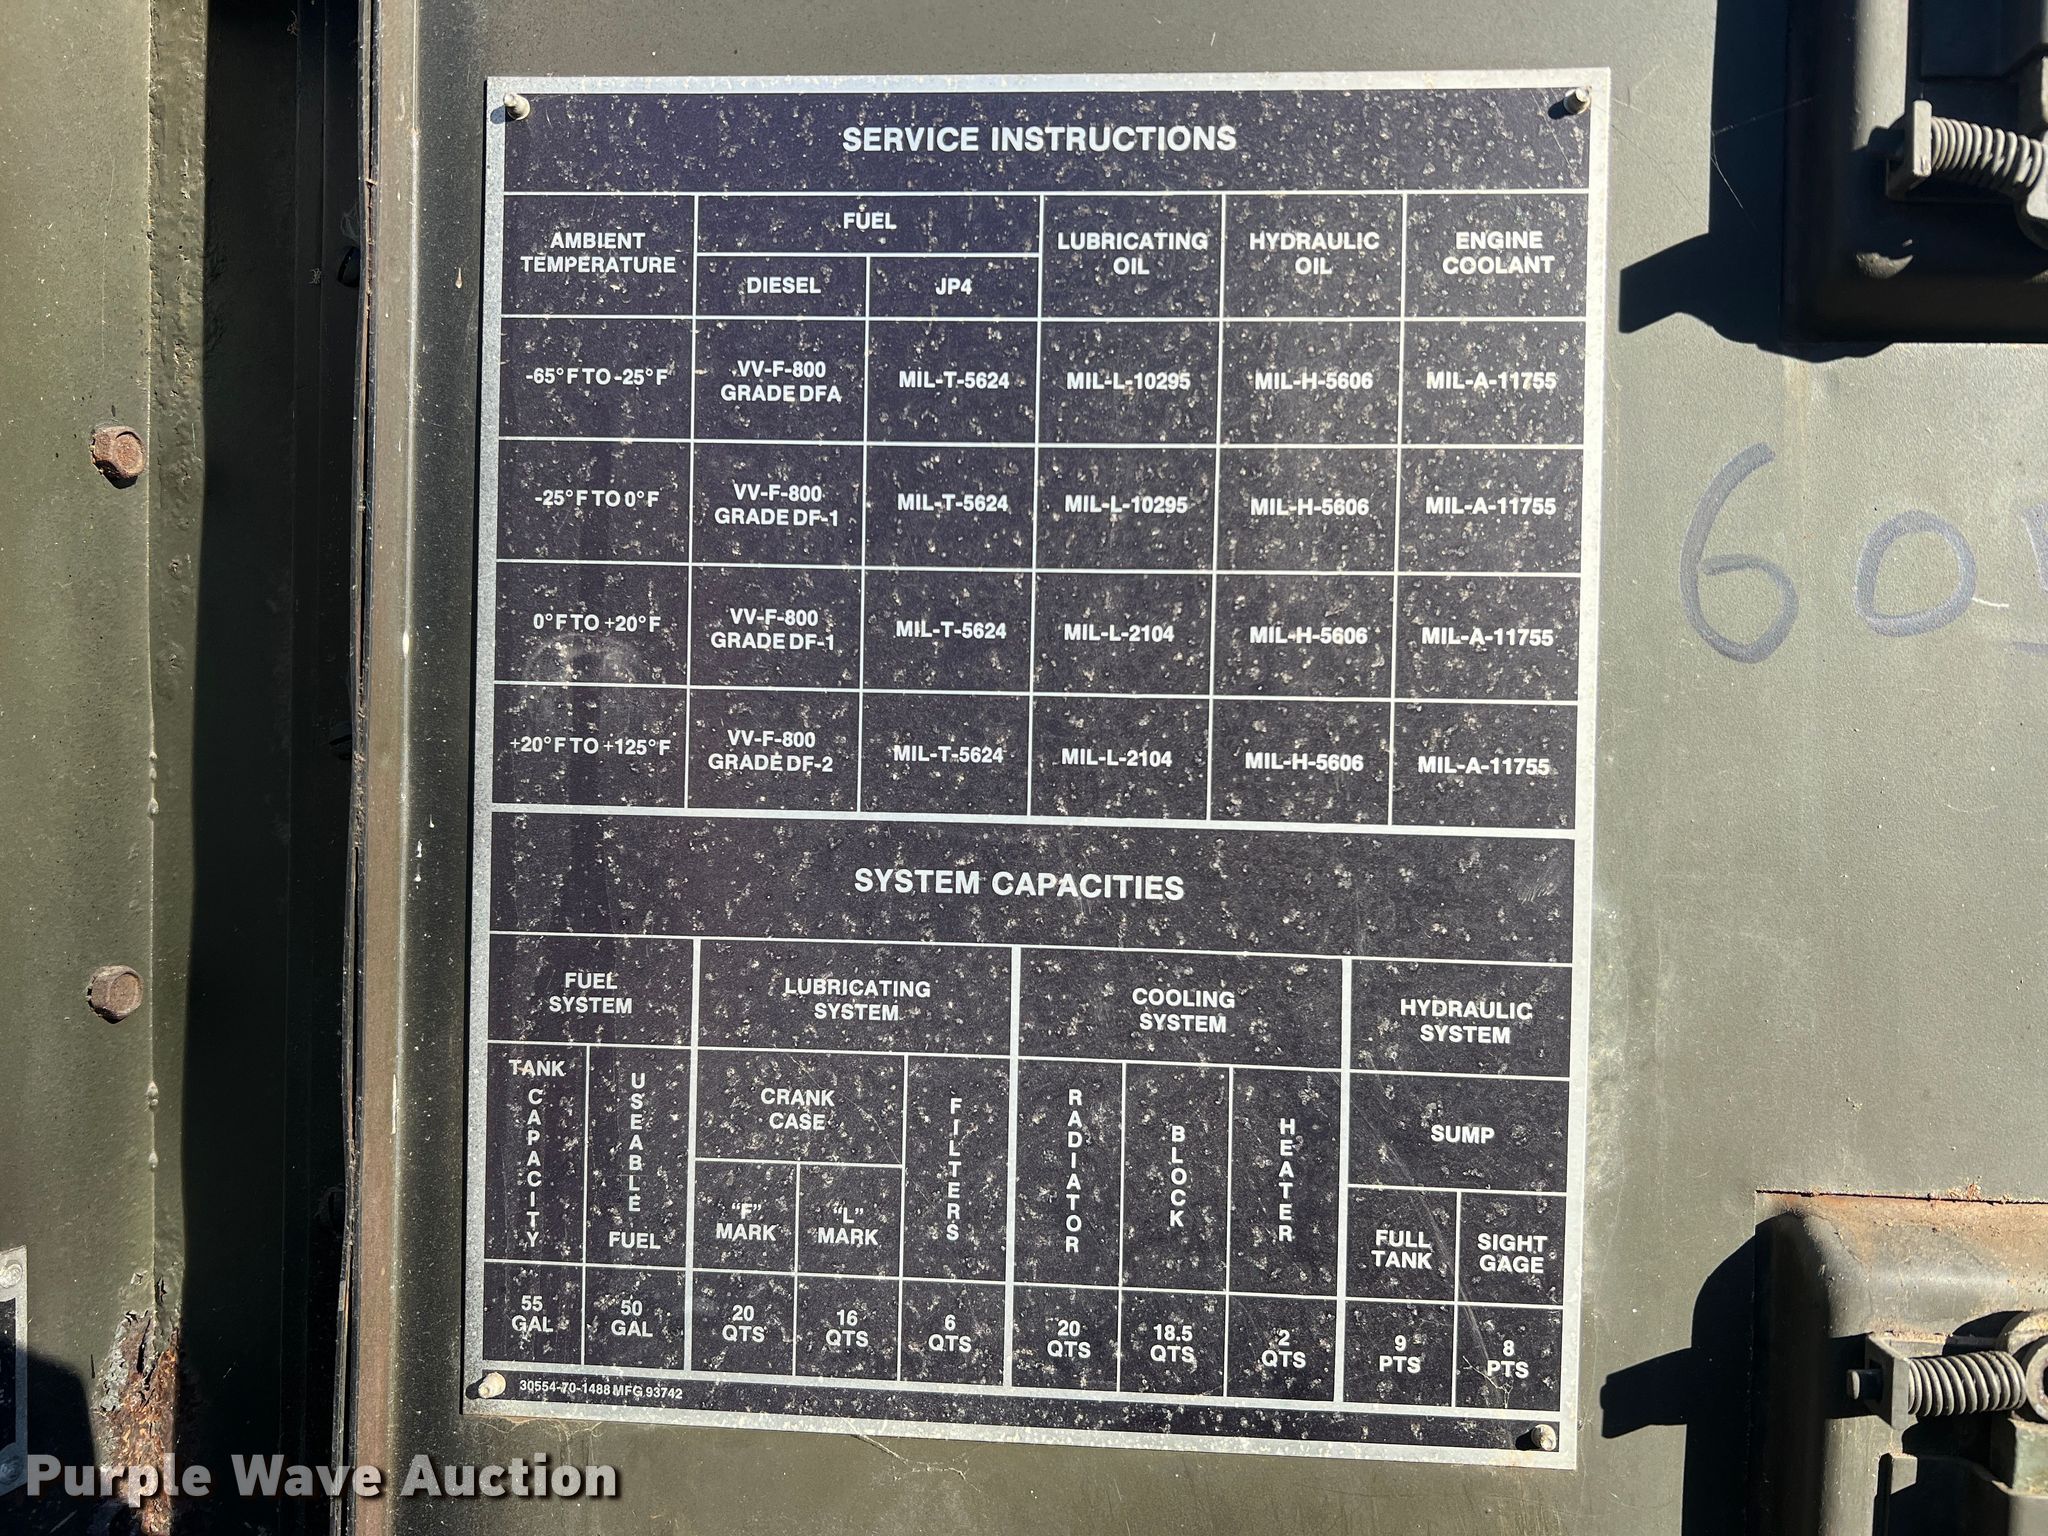 SERVICE INSTRUCTIONS
AMBIENT
TEMPERATURE
FUEL
DIESEL
JP4
LUBRICATING
OIL
HYDRAULIC
OIL
ENGINE
COOLANT
-65°F TO -25°F
VV-F-800
GRADE DFA
MIL-T-5624
MIL-L-10295
MIL-H-5606
MIL-A-11755
-25°F TO 0°F
VV-F-800
GRADE DF-1
MIL-T-5624
MIL-L-10295
MIL-H-5606
MIL-A-11755
0°F TO +20°F
VV-F-800
GRADE DF-1
MIL-T-5624
MIL-L-2104
MIL-H-5606
MIL-A-11755
+20°F TO +125°F
VV-F-800
GRADE DF-2
MIL-T-5624
MIL-L-2104
MIL-H-5606
MIL-A-11755
SYSTEM CAPACITIES
FUEL
SYSTEM
LUBRICATING
SYSTEM
COOLING
SYSTEM
HYDRAULIC
SYSTEM
TANK
CAPACITY
USEABLE
FUEL
CRANK
CASE
"F"
MARK
"L"
MARK
FILTERS
RADIATOR
BLOCK
HEATER
SUMP
FULL
TANK
SIGHT
GAGE
55
GAL
50
GAL
20
QTS
16
QTS
6
QTS
20
QTS
18.5
QTS
2
QTS
9
PTS
8
PTS
30554-70-1488 MFG 93742
Purple Wave Auction